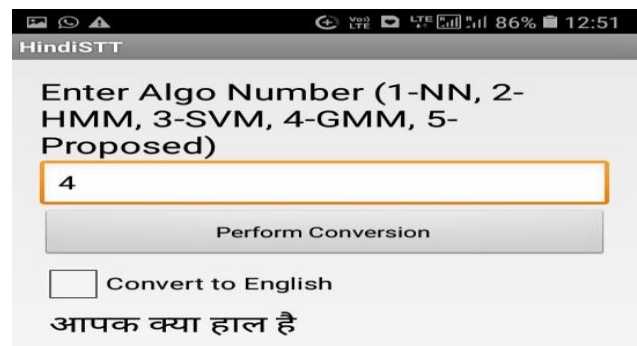 86% 12:51
HindiSTT
Enter Algo Number (1-NN, 2-
HMM, 3-SVM, 4-GMM, 5-
Proposed)
4
Perform Conversion
Convert to English
आपक क्या हाल है